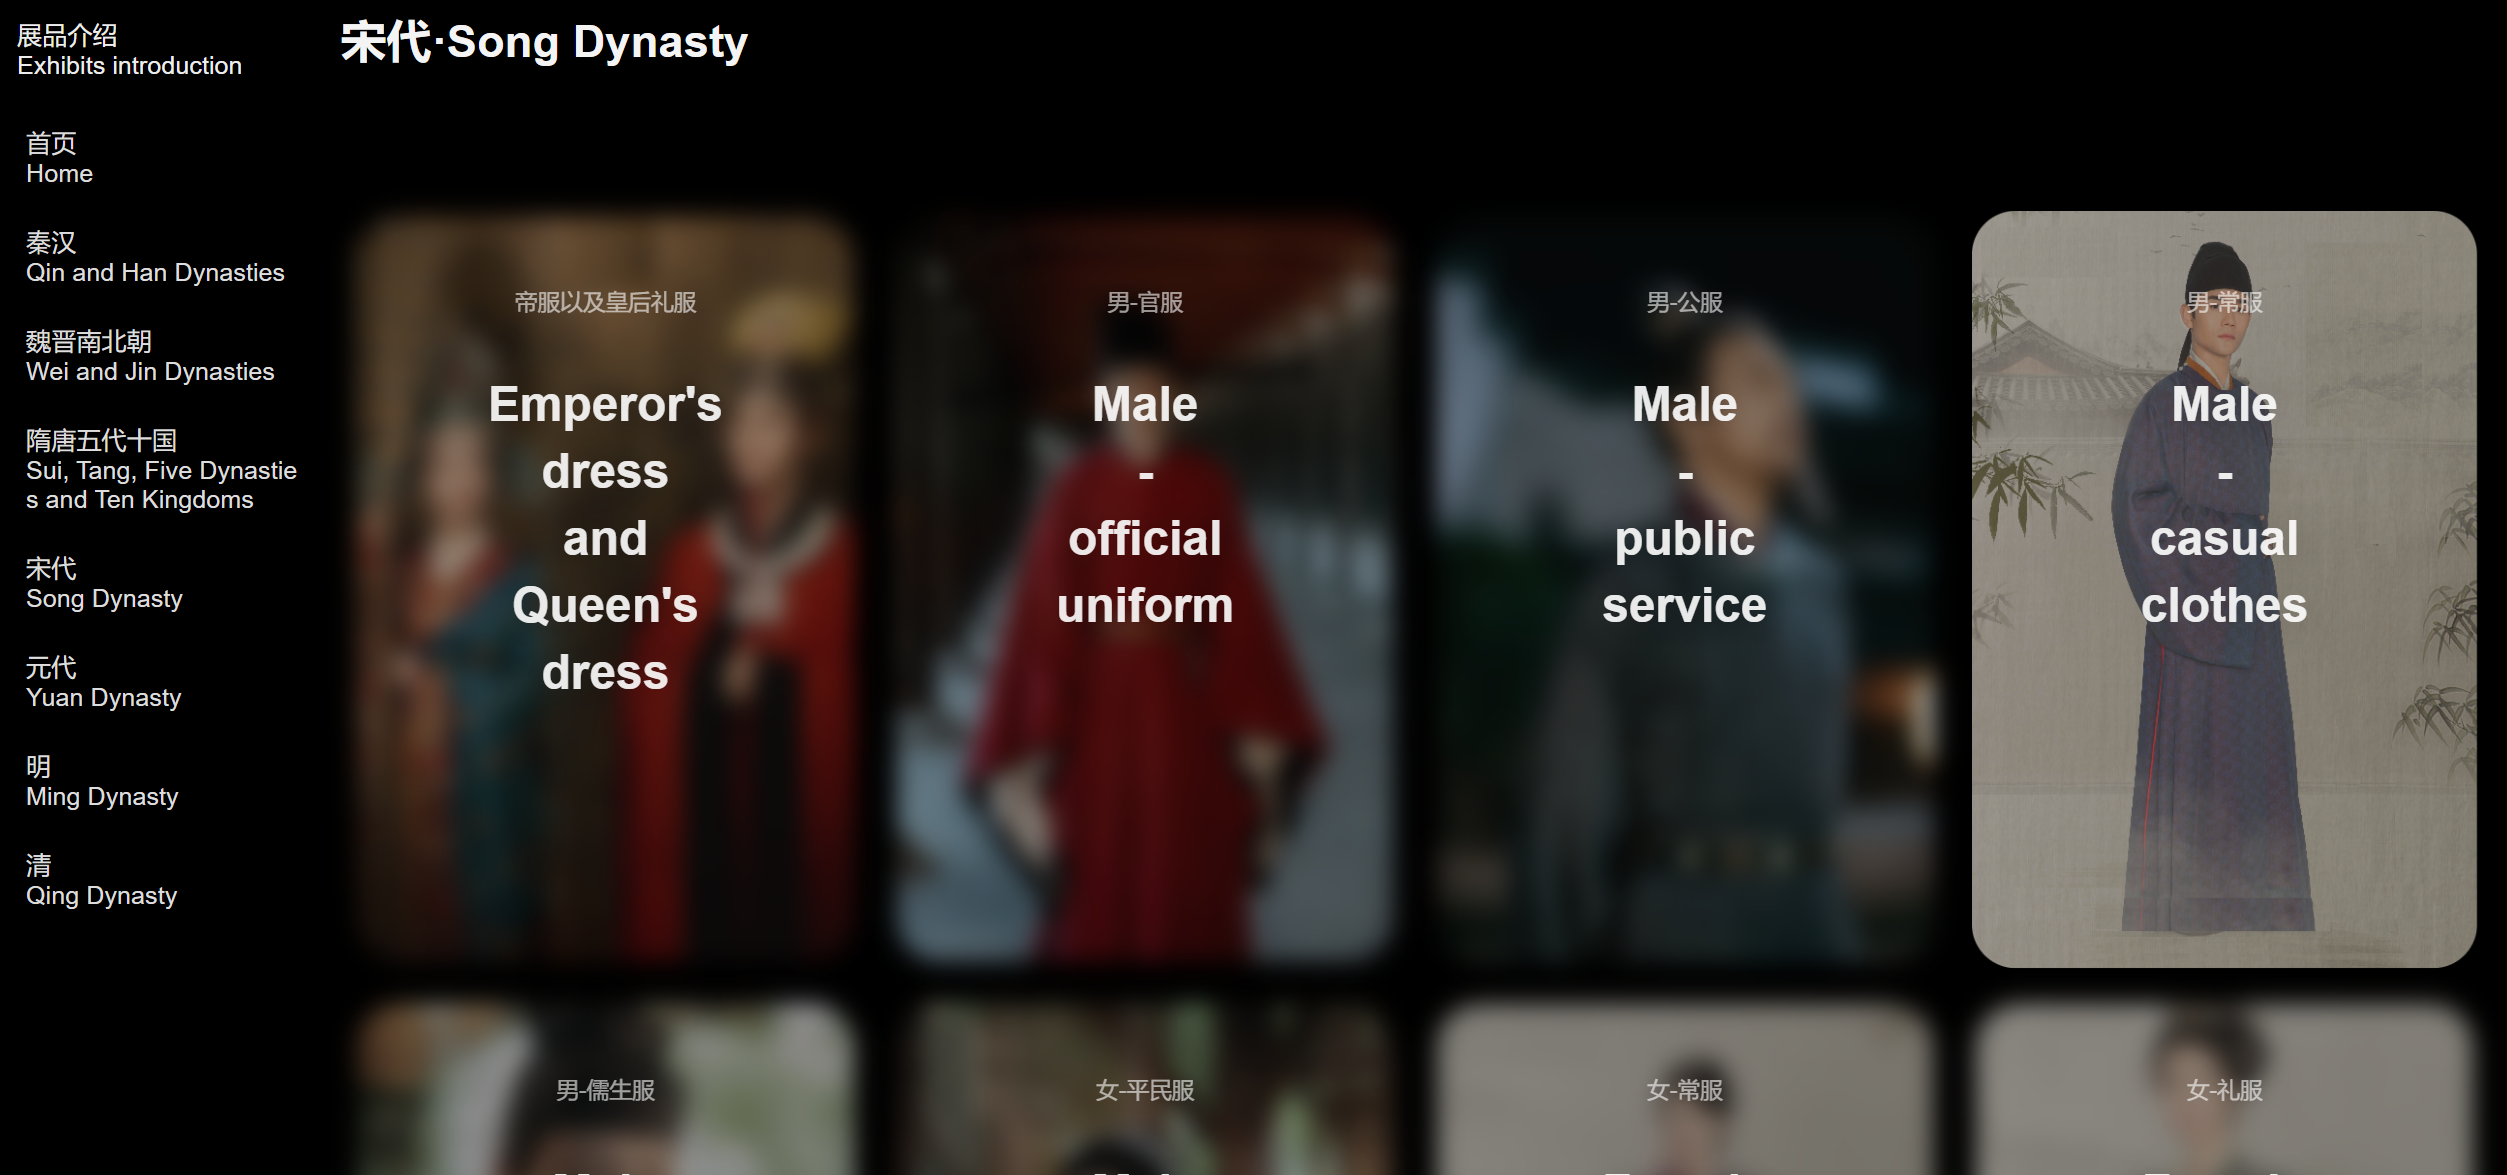 展品介绍
Exhibits introduction
首页
Home
秦汉
Qin and Han Dynasties
魏晋南北朝
Wei and Jin Dynasties
隋唐五代十国
Sui, Tang, Five Dynastie
s and Ten Kingdoms
宋代
Song Dynasty
元代
Yuan Dynasty
明
Ming Dynasty
清
Qing Dynasty
宋代·Song Dynasty
帝服以及皇后礼服
Emperor's
dress
and
Queen's
dress
男-官服
Male
-
official
uniform
男-公服
Male
-
public
service
男-常服
Male
-
casual
clothes
男-儒生服
女-平民服
女-常服
女-礼服